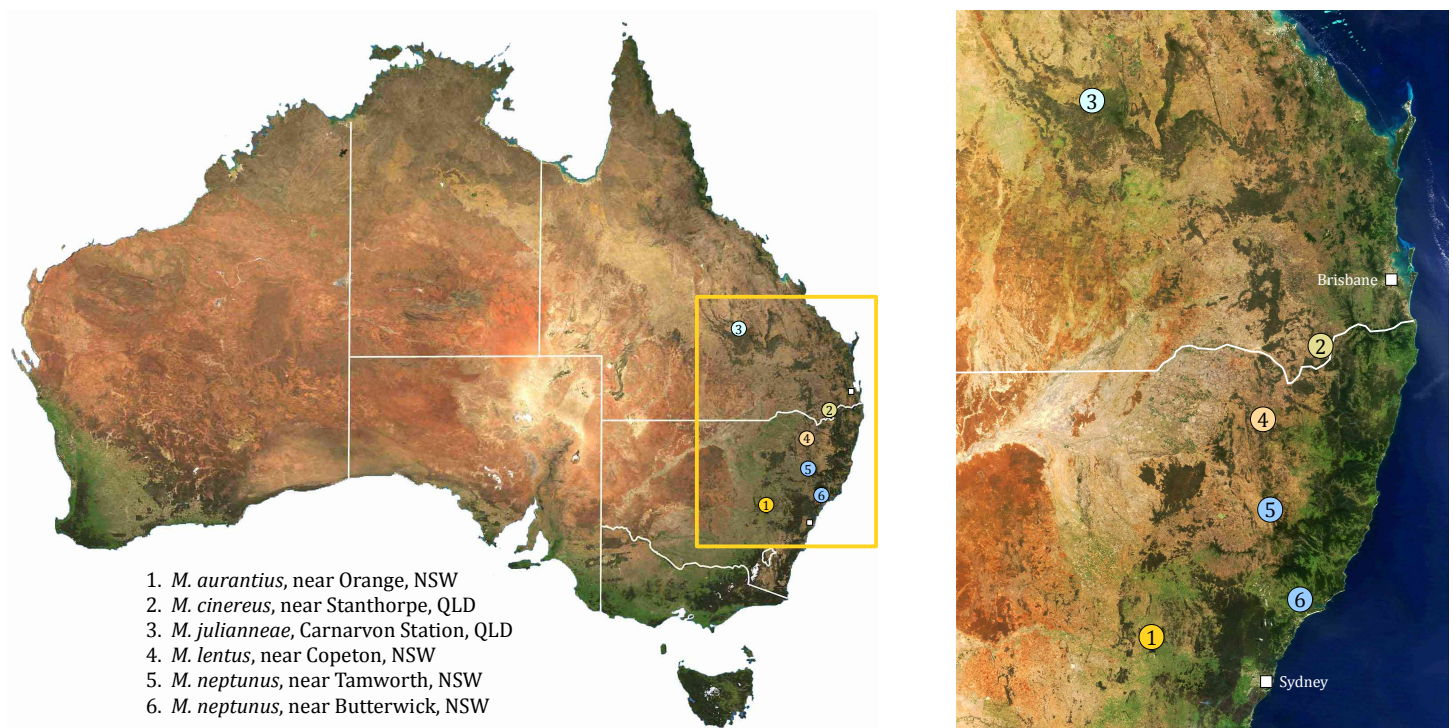 3
2
4
5
6
1
1. M. aurantius, near Orange, NSW
2. M. cinereus, near Stanthorpe, QLD
3. M. julianneae, Carnarvon Station, QLD
4. M. lentus, near Copeton, NSW
5. M. neptunus, near Tamworth, NSW
6. M. neptunus, near Butterwick, NSW
3
Brisbane
2
4
5
6
1
Sydney